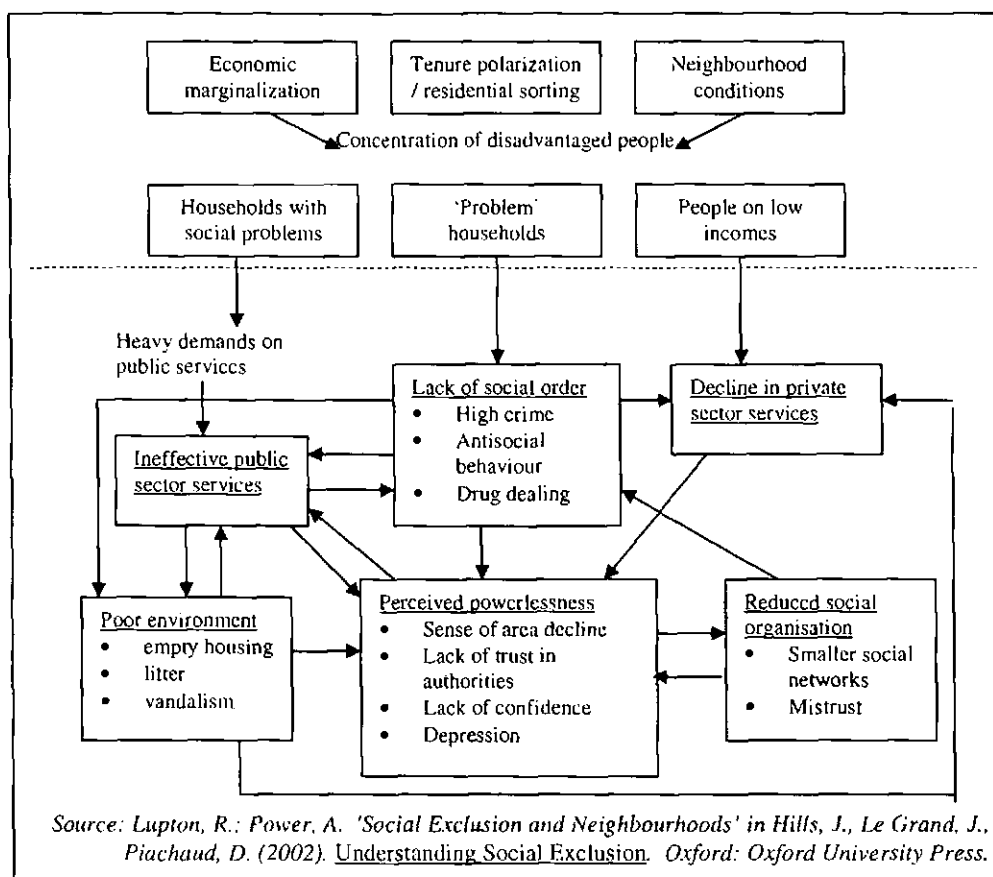 Economic
marginalization
Tenure polarization
/ residential sorting
Neighbourhood
conditions
Concentration of disadvantaged people
Households with
social problems
'Problem'
households
People on low
incomes
Heavy demands on
public services
Lack of social order
• High crime
• Antisocial
behaviour
• Drug dealing
Decline in private
sector services
Ineffective public
sector services
Poor environment
• empty housing
• litter
• vandalism
Perceived powerlessness
• Sense of area decline
• Lack of trust in
authorities
• Lack of confidence
• Depression
Reduced social
organisation
• Smaller social
networks
• Mistrust
Source: Lupton, R.; Power, A. 'Social Exclusion and Neighbourhoods' in Hills, J., Le Grand, J.,
Piachaud, D. (2002). Understanding Social Exclusion. Oxford: Oxford University Press.